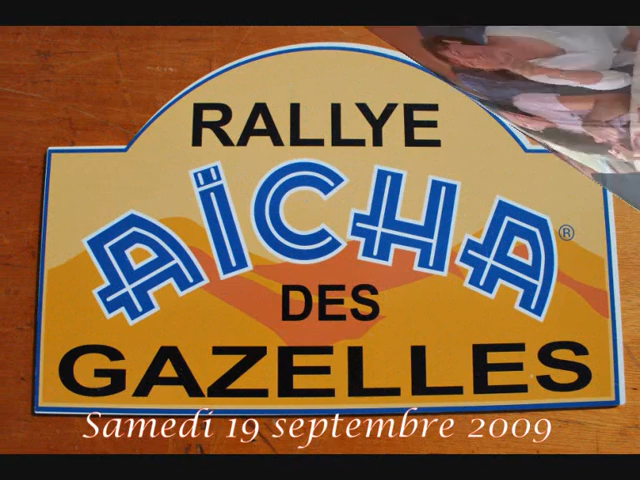 RALLYE
AÏCHA ®
DES
GAZELLES
Samedi 19 septembre 2009